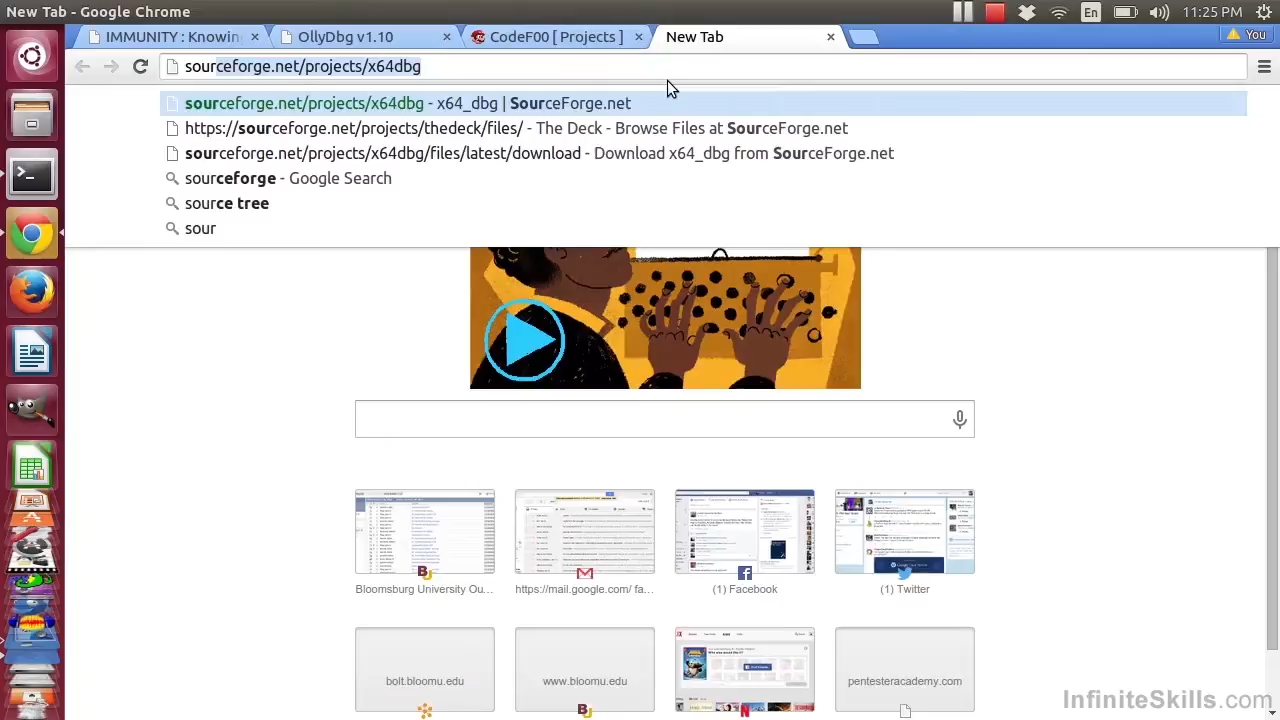 New Tab - Google Chrome
En
11:25 PM
IMMUNITY : Knowin
OllyDbg v1.10
CodeF00 [ Projects ]
New Tab
You
sourceforge.net/projects/x64dbg
sourceforge.net/projects/x64dbg - x64_dbg | SourceForge.net
https://sourceforge.net/projects/thedeck/files/ - The Deck - Browse Files at SourceForge.net
sourceforge.net/projects/x64dbg/files/latest/download - Download x64_dbg from SourceForge.net
sourceforge - Google Search
source tree
sour
Bloomsburg University Ou...
https://mail.google.com/ fa...
(1) Facebook
(1) Twitter
bolt.bloomu.edu
www.bloomu.edu
pentesteracademy.com
InfiniteSkills.com